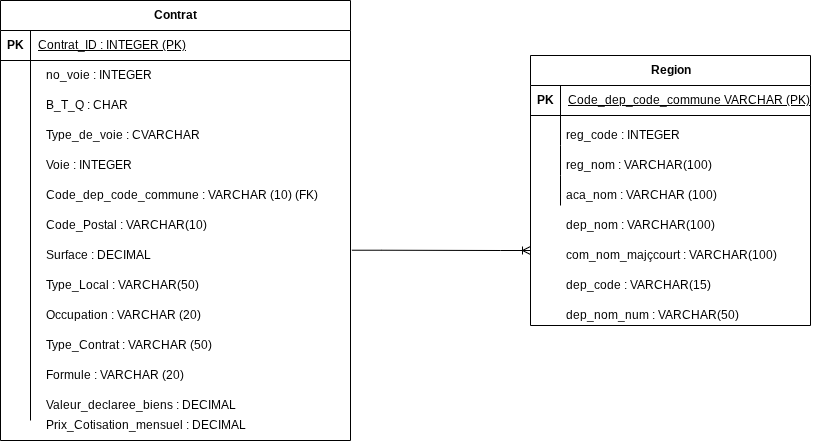 Contrat
PK Contrat_ID : INTEGER (PK)
no_voie : INTEGER
B_T_Q : CHAR
Type_de_voie : CVARCHAR
Voie : INTEGER
Code_dep_code_commune : VARCHAR (10) (FK)
Code_Postal : VARCHAR(10)
Surface : DECIMAL
Type_Local : VARCHAR(50)
Occupation : VARCHAR (20)
Type_Contrat : VARCHAR (50)
Formule : VARCHAR (20)
Valeur_declaree_biens : DECIMAL
Prix_Cotisation_mensuel : DECIMAL
Region
PK Code_dep_code_commune VARCHAR (PK)
reg_code : INTEGER
reg_nom : VARCHAR(100)
aca_nom : VARCHAR (100)
dep_nom : VARCHAR(100)
com_nom_majçcourt : VARCHAR(100)
dep_code : VARCHAR(15)
dep_nom_num : VARCHAR(50)